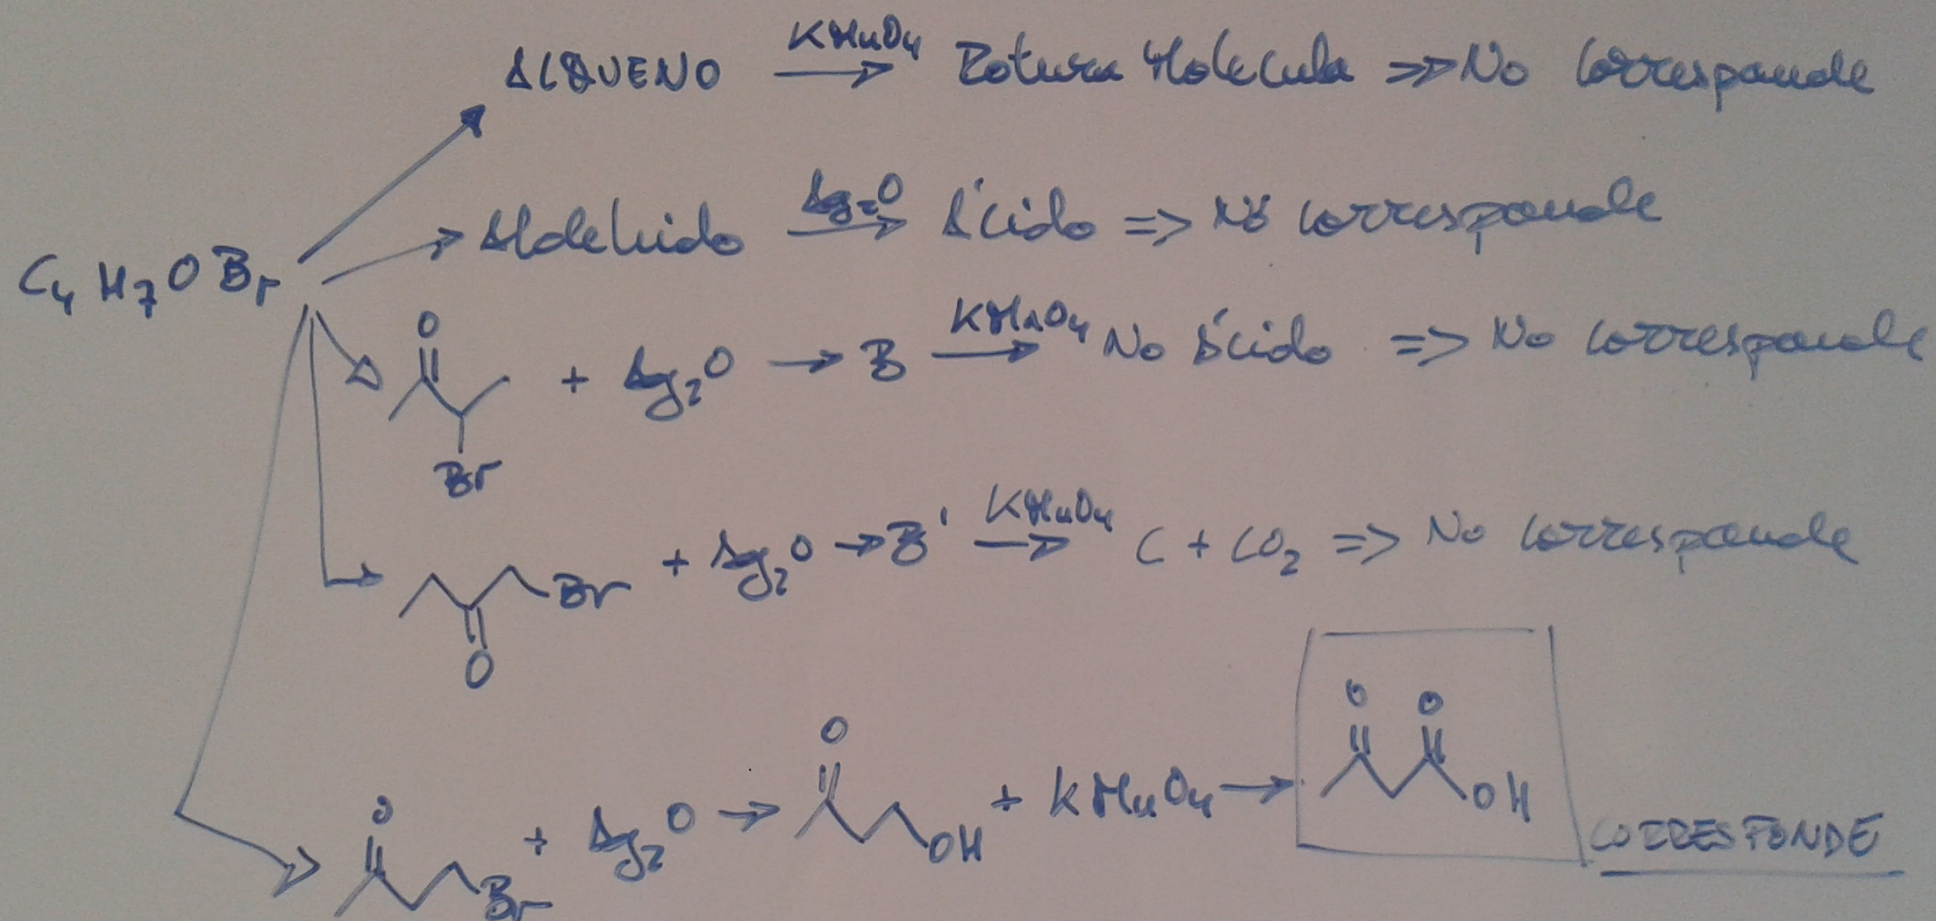 ALQUENO KMnO4 → Rotura Molecula => No corresponde
Aldehido Ag2O → Ácido => No corresponde
C4H7OBr
O Br + Ag2O → B KMnO4 → No Ácido => No corresponde
O Br + Ag2O → B' KMnO4 → C + CO2 => No corresponde
O Br + Ag2O → O OH + KMnO4 → O O OH CORRESPONDE